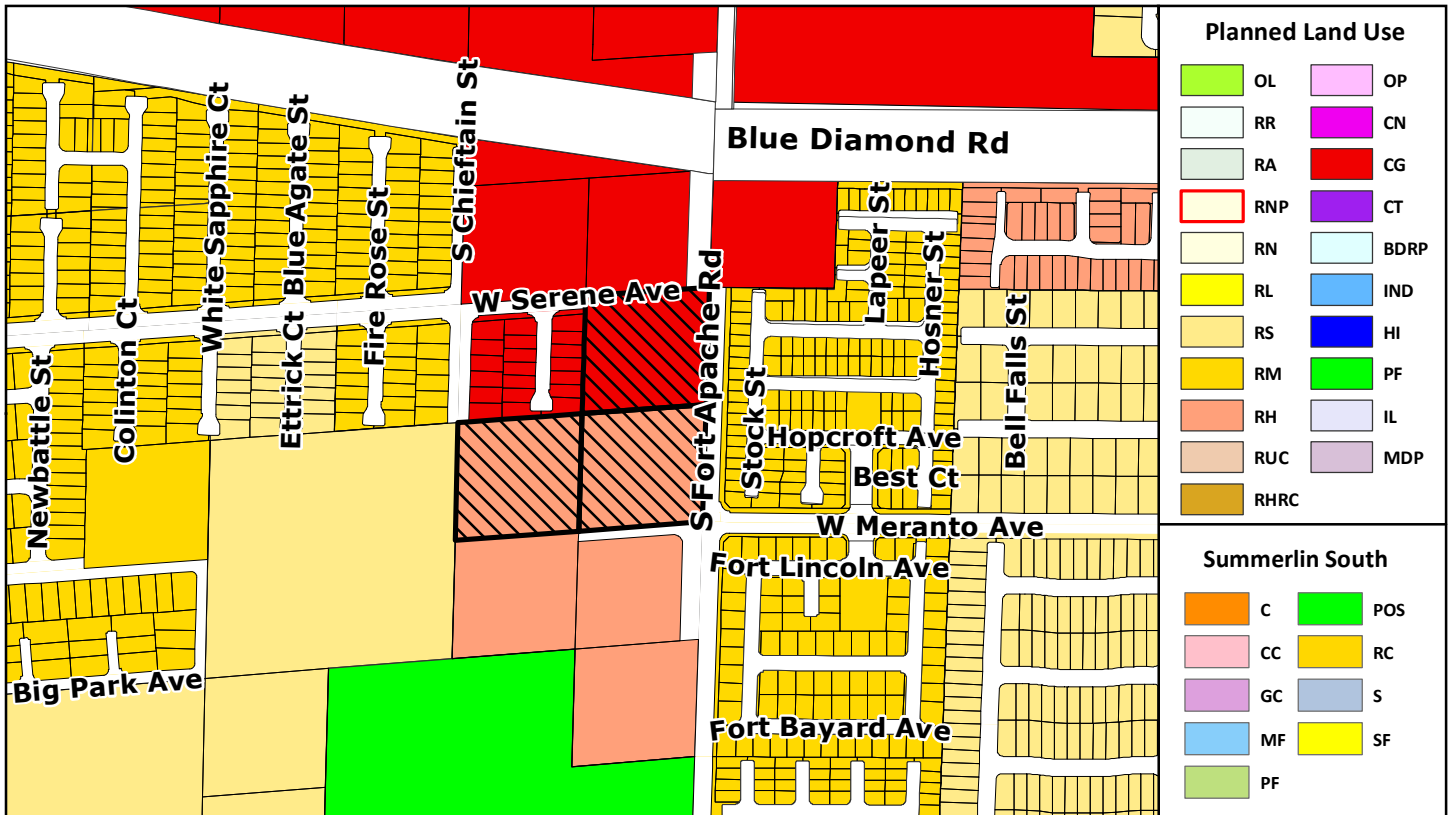 White Sapphire Ct
Blue Agate St
S Chieftain St
Blue Diamond Rd
Fire Rose St
Lapeer St
Hosner St
W Serene Ave
S Fort Apache Rd
Colinton Ct
Ettrick Ct
Newbattle St
Stock St
Bell Falls St
Hopcroft Ave
Best Ct
W Meranto Ave
Fort Lincoln Ave
Big Park Ave
Fort Bayard Ave
Planned Land Use
OL OP
RR CN
RA CG
RNP CT
RN BDRP
RL IND
RS HI
RM PF
RH IL
RUC MDP
RHRC
Summerlin South
C POS
CC RC
GC S
MF SF
PF